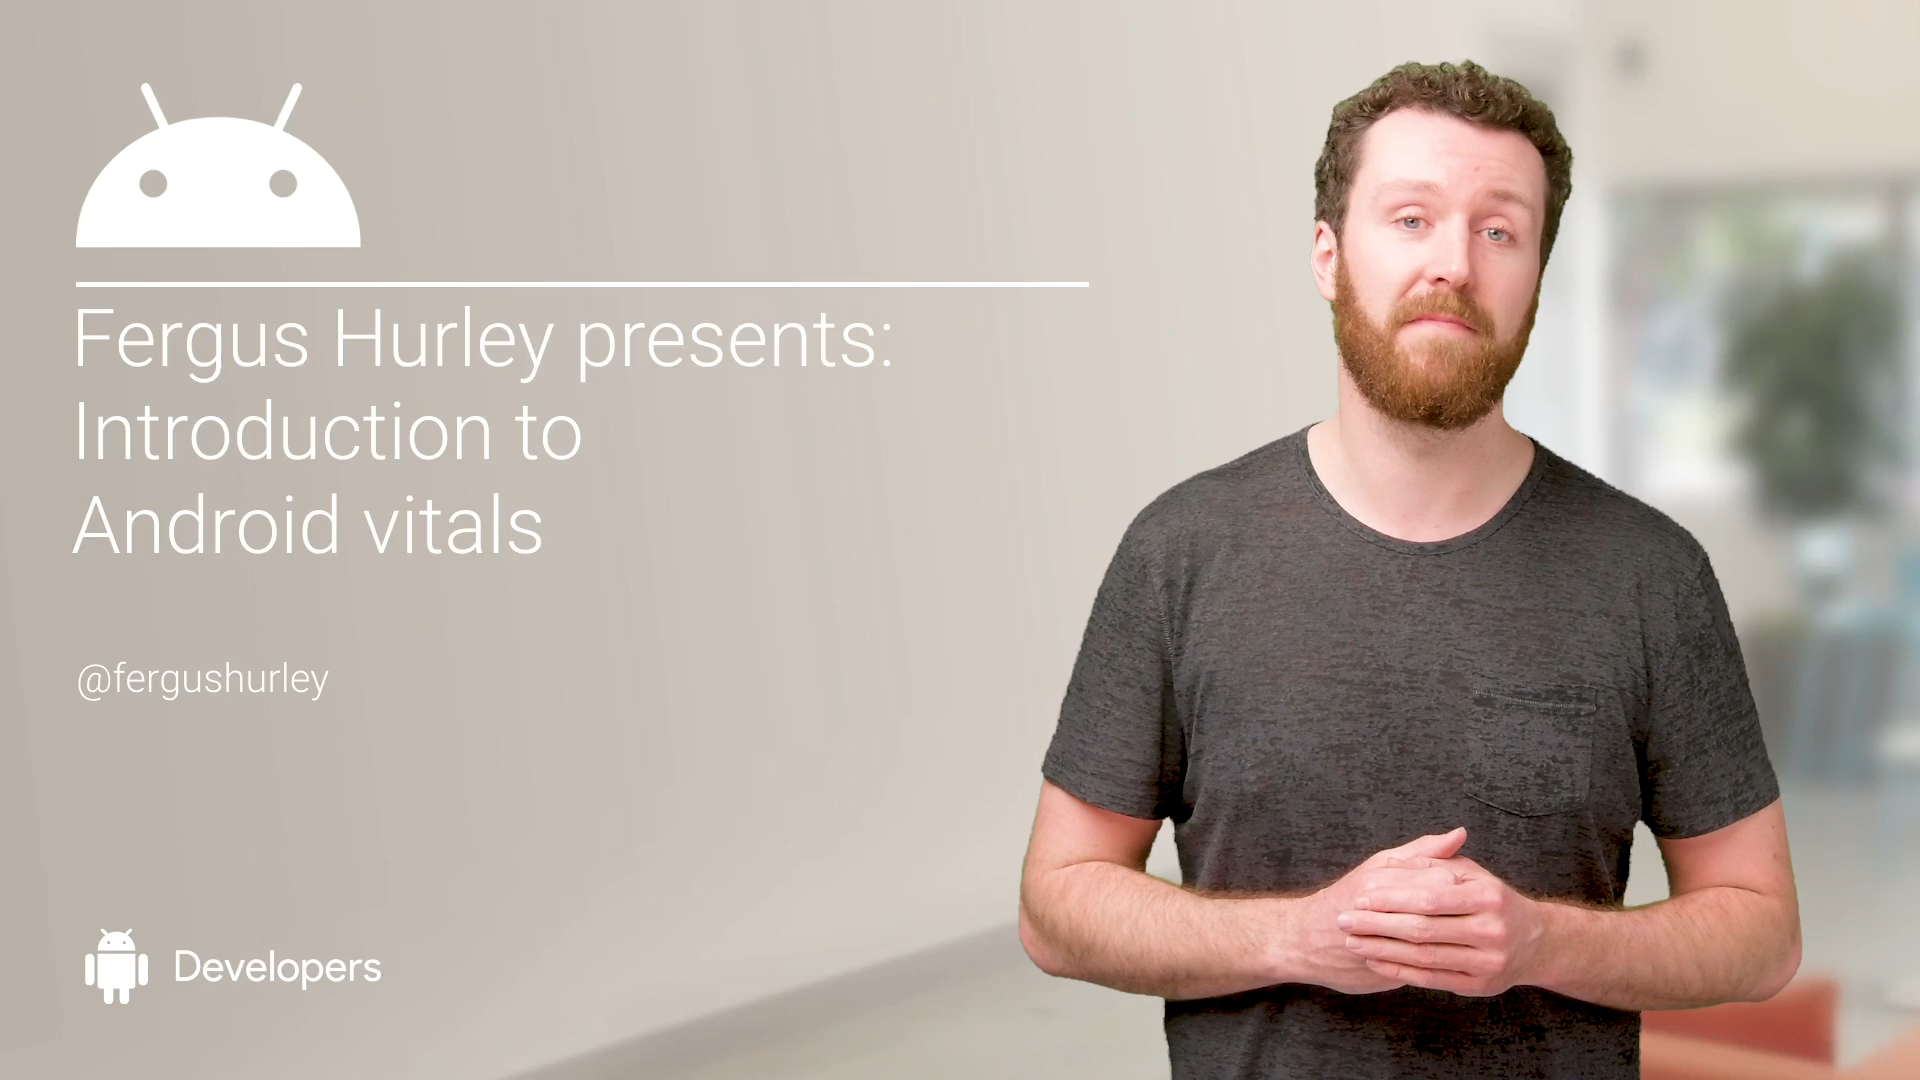 Fergus Hurley presents:
Introduction to
Android vitals
@fergushurley
Developers